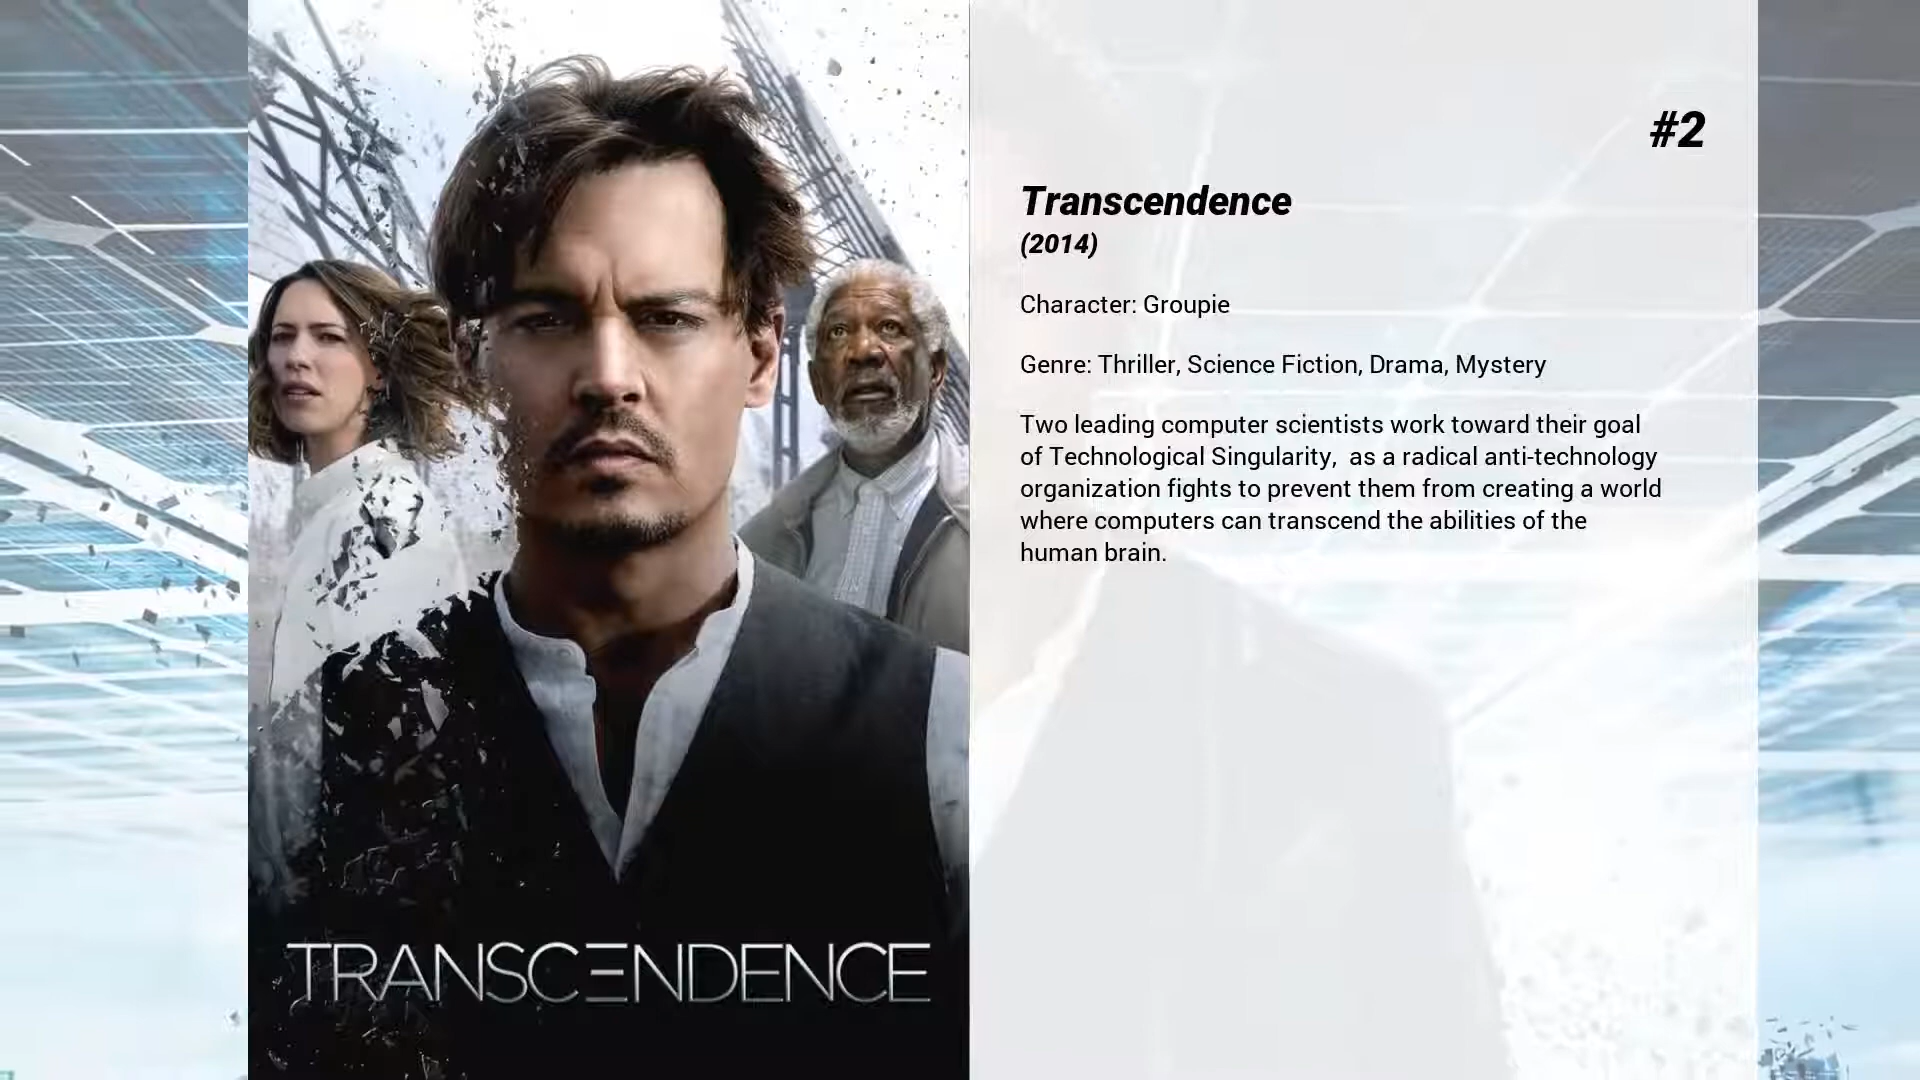 #2
Transcendence
(2014)
Character: Groupie
Genre: Thriller, Science Fiction, Drama, Mystery
Two leading computer scientists work toward their goal
of Technological Singularity,  as a radical anti-technology
organization fights to prevent them from creating a world
where computers can transcend the abilities of the
human brain.
TRANSCENDENCE